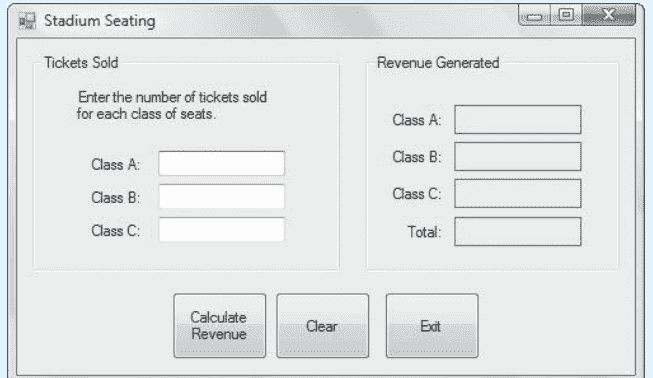 Stadium Seating
Tickets Sold
Enter the number of tickets sold
for each class of seats.
Class A:
Class B:
Class C:
Revenue Generated
Class A:
Class B:
Class C:
Total:
Calculate
Revenue
Clear
Exit